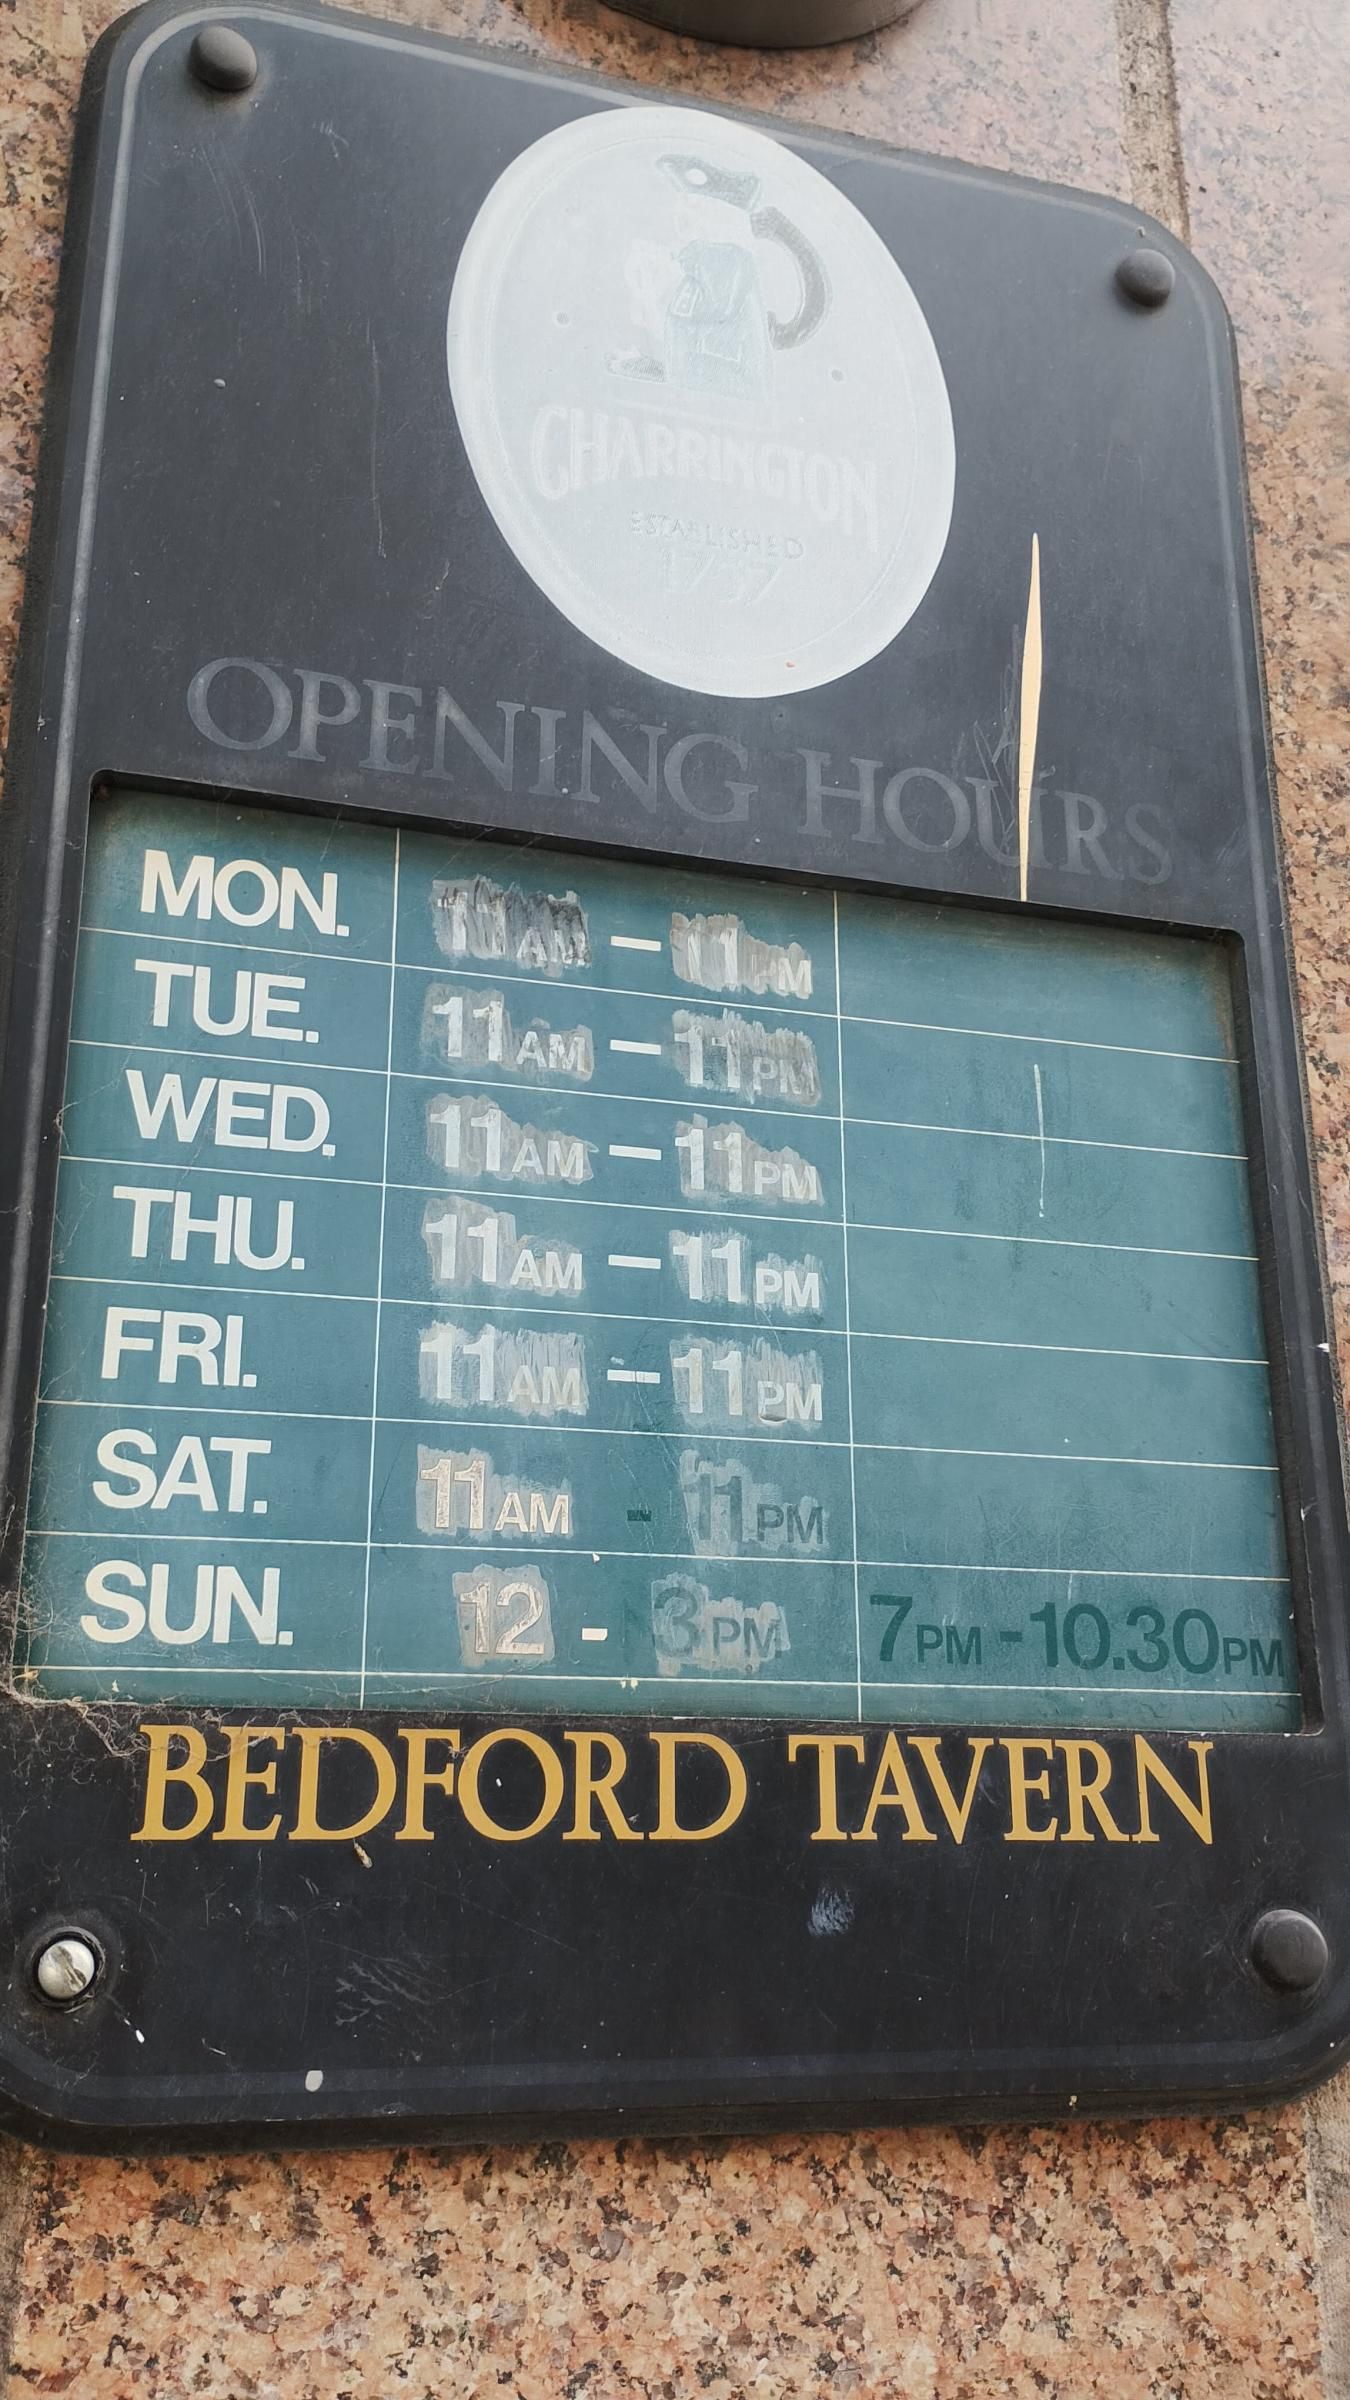 CHARRINGTON
ESTABLISHED
1757
OPENING HOURS
MON. 11AM – 11PM
TUE. 11AM – 11PM
WED. 11AM – 11PM
THU. 11AM – 11PM
FRI. 11AM – 11PM
SAT. 11AM - 11PM
SUN. 12 - 3PM 7PM - 10.30PM
BEDFORD TAVERN